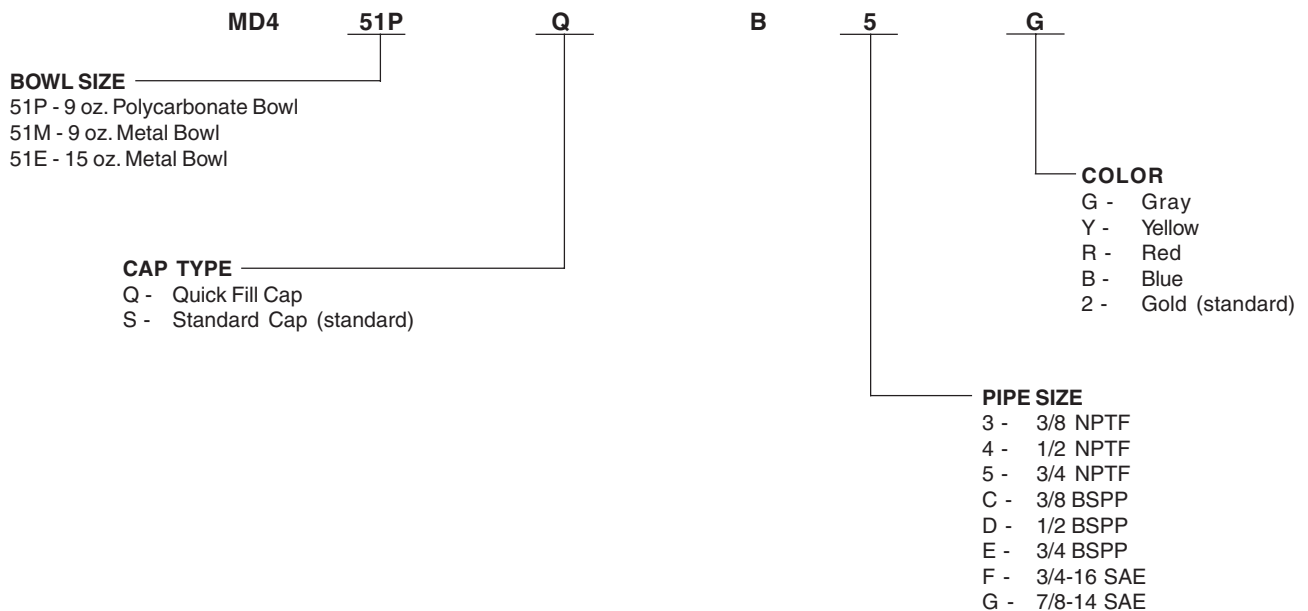 MD4 51P Q B 5 G
BOWL SIZE
51P - 9 oz. Polycarbonate Bowl
51M - 9 oz. Metal Bowl
51E - 15 oz. Metal Bowl
COLOR
G - Gray
Y - Yellow
R - Red
B - Blue
2 - Gold (standard)
CAP TYPE
Q - Quick Fill Cap
S - Standard Cap (standard)
PIPE SIZE
3 - 3/8 NPTF
4 - 1/2 NPTF
5 - 3/4 NPTF
C - 3/8 BSPP
D - 1/2 BSPP
E - 3/4 BSPP
F - 3/4-16 SAE
G - 7/8-14 SAE